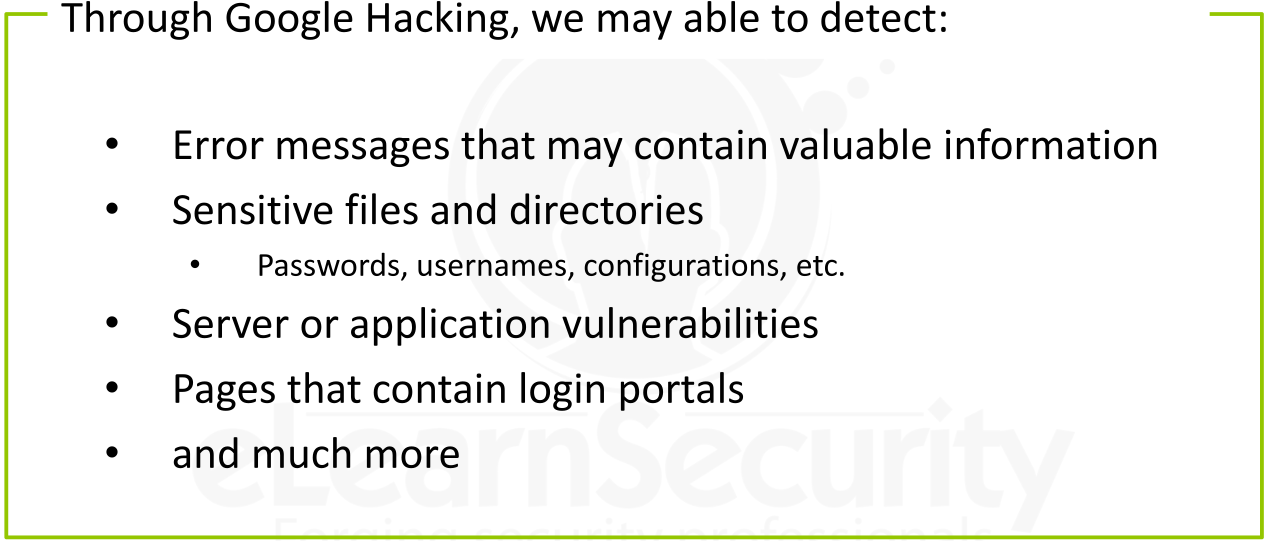 Through Google Hacking, we may able to detect:
• Error messages that may contain valuable information
• Sensitive files and directories
• Passwords, usernames, configurations, etc.
• Server or application vulnerabilities
• Pages that contain login portals
• and much more
eLearnSecurity
Forging security professionals